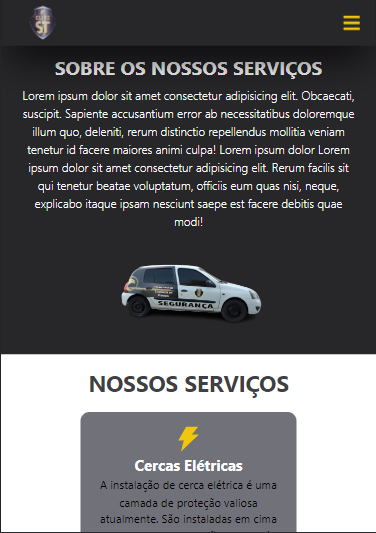 ELITE
ST
SOBRE OS NOSSOS SERVIÇOS
Lorem ipsum dolor sit amet consectetur adipisicing elit. Obcaecati,
suscipit. Sapiente accusantium error ab necessitatibus doloremque
illum quo, deleniti, rerum distinctio repellendus mollitia veniam
tenetur id facere maiores animi culpa! Lorem ipsum dolor Lorem
ipsum dolor sit amet consectetur adipisicing elit. Rerum facilis sit
qui tenetur beatae voluptatum, officiis eum quas nisi, neque,
explicabo itaque ipsam nesciunt saepe est facere debitis quae
modi!
SEGURANÇA
NOSSOS SERVIÇOS
Cercas Elétricas
A instalação de cerca elétrica é uma
camada de proteção valiosa
atualmente. São instaladas em cima